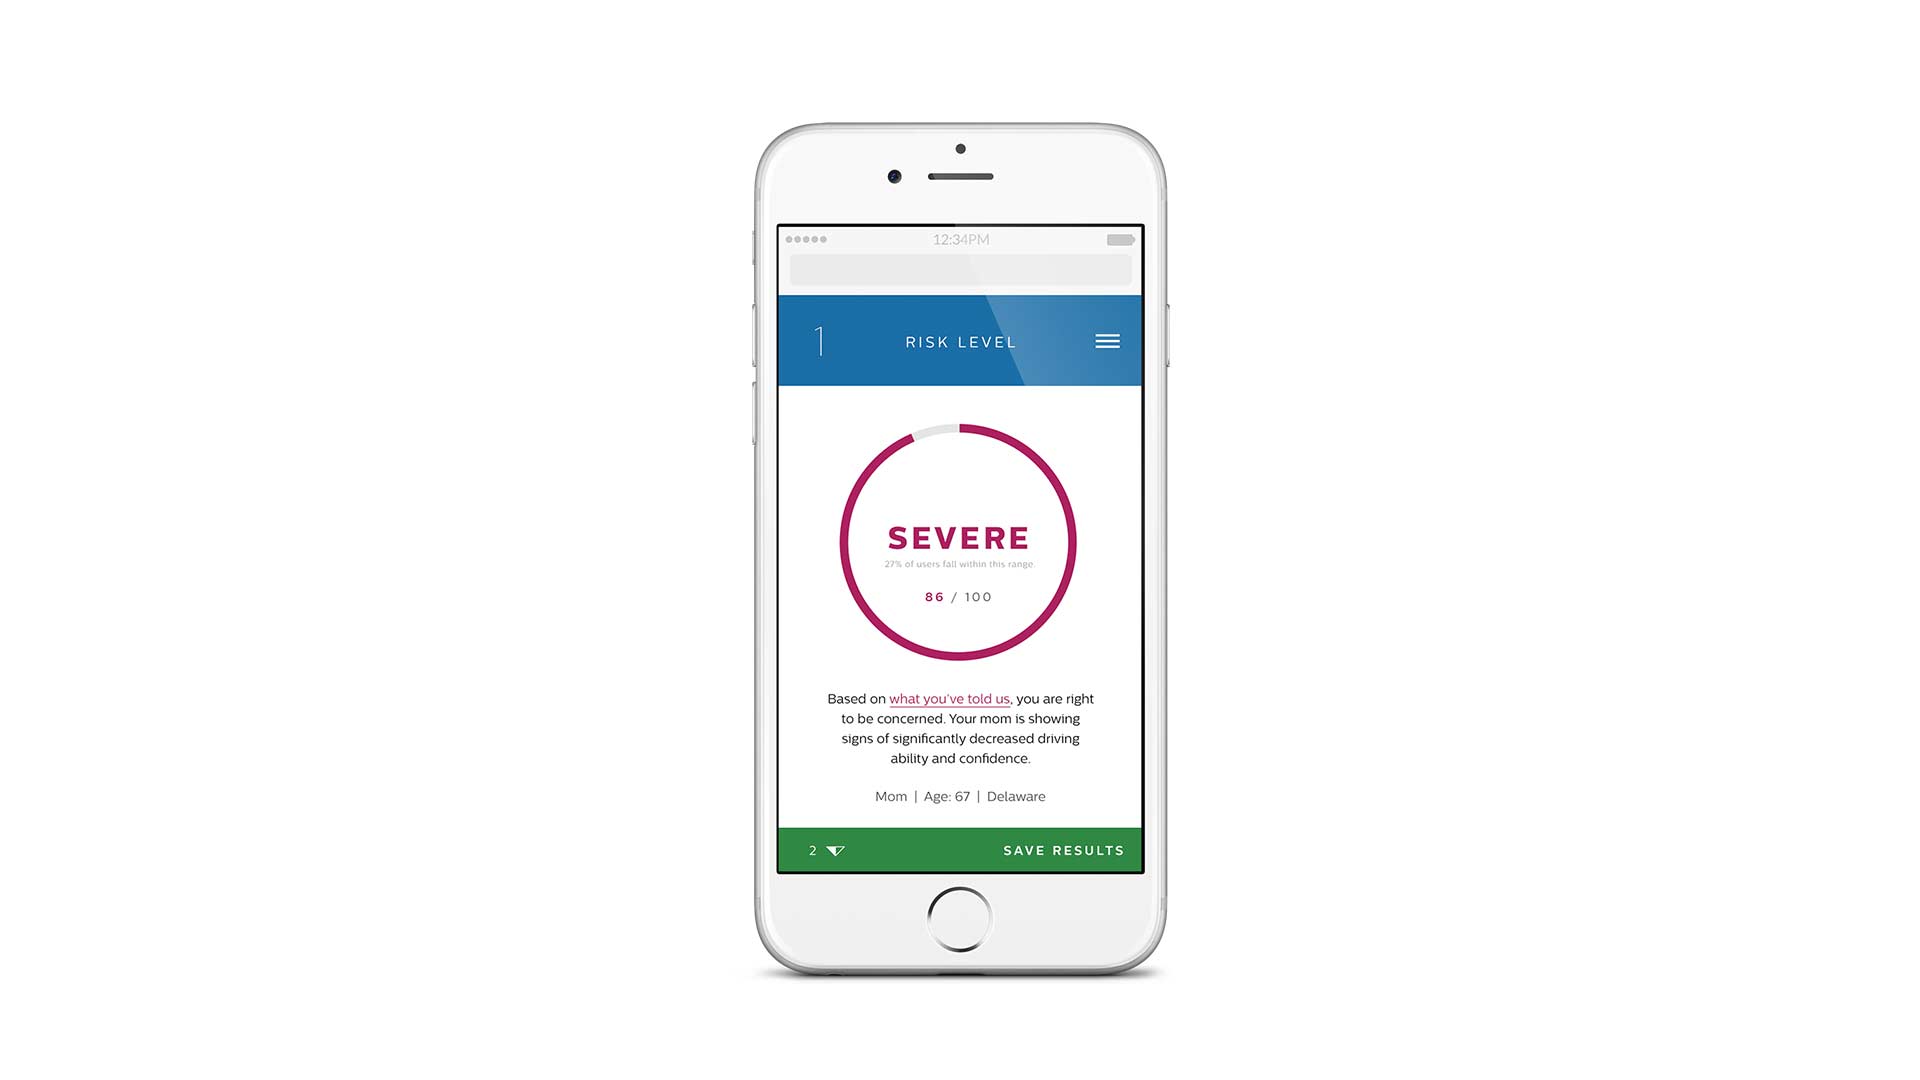 12:34PM
1 RISK LEVEL
SEVERE
27% of users fall within this range.
86 / 100
Based on what you've told us, you are right
to be concerned. Your mom is showing
signs of significantly decreased driving
ability and confidence.
Mom | Age: 67 | Delaware
2 SAVE RESULTS